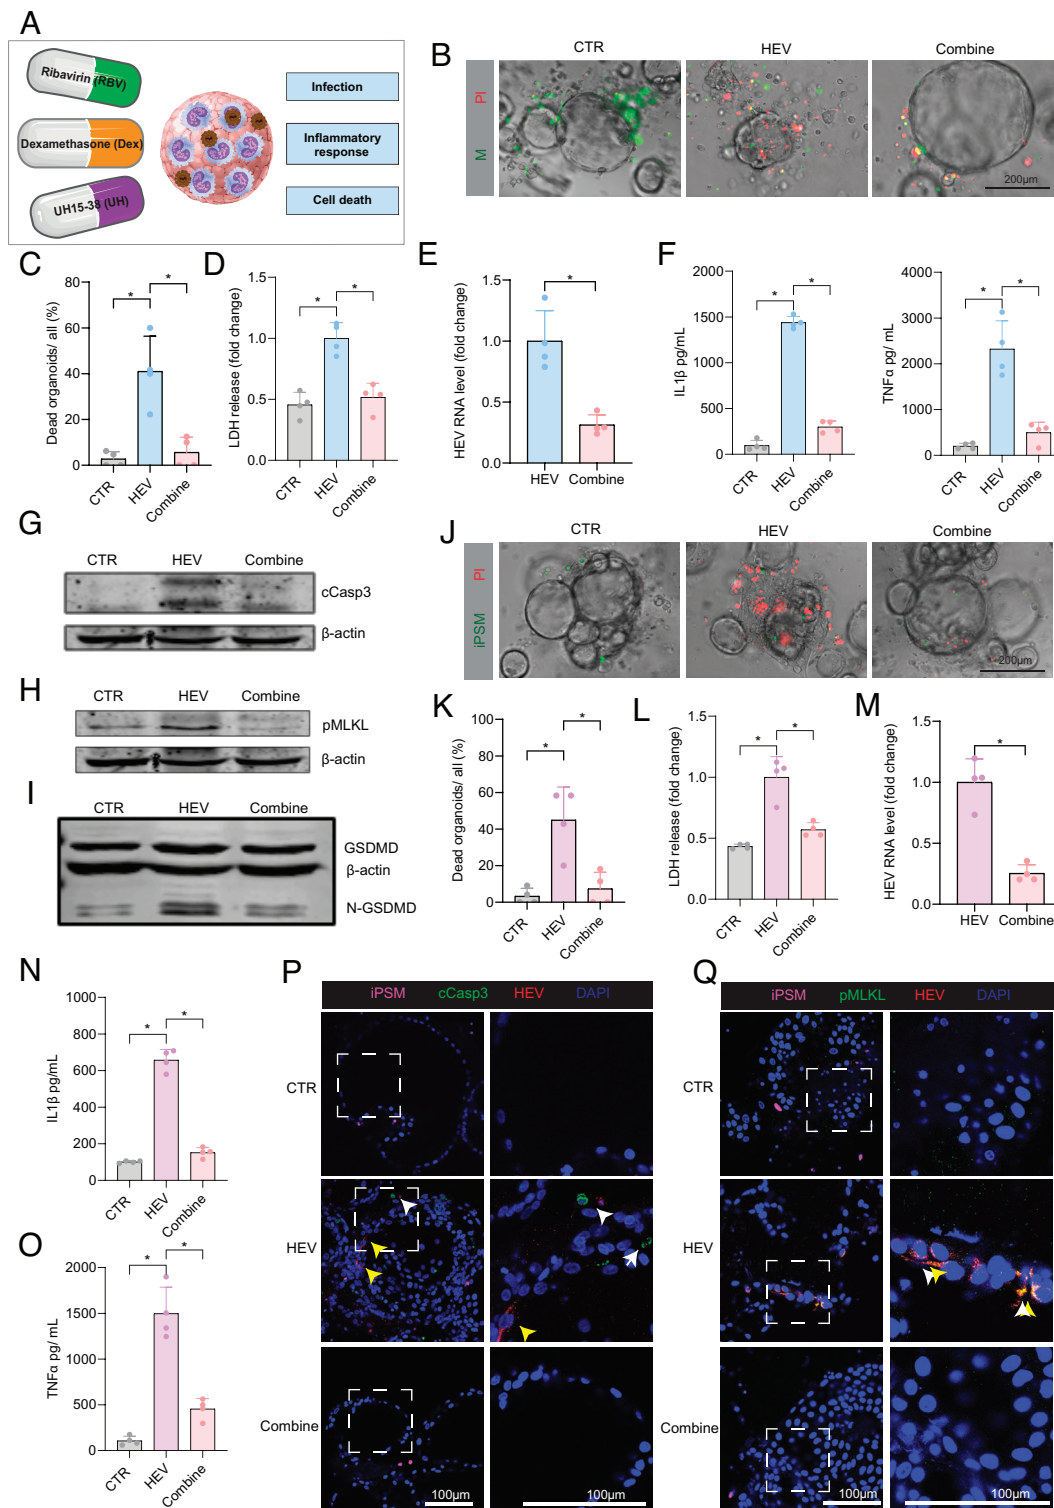 A
Ribavirin (RBV)
Dexamethasone (Dex)
UH15-38 (UH)
Infection
Inflammatory
response
Cell death
B
CTR HEV Combine
M PI
200μm
C
Dead organoids/ all (%)
80
60
40
20
0
CTR HEV Combine
* *
D
LDH release (fold change)
1.5
1.0
0.5
0.0
CTR HEV Combine
* *
E
HEV RNA level (fold change)
1.5
1.0
0.5
0.0
HEV Combine
*
F
IL1β pg/mL
2000
1500
1000
500
0
CTR HEV Combine
* *
TNFα pg/ mL
4000
3000
2000
1000
0
CTR HEV Combine
* *
G
CTR HEV Combine
cCasp3
β-actin
H
CTR HEV Combine
pMLKL
β-actin
I
CTR HEV Combine
GSDMD
β-actin
N-GSDMD
J
CTR HEV Combine
iPSM PI
200μm
K
Dead organoids/ all (%)
100
80
60
40
20
0
CTR HEV Combine
* *
L
LDH release (fold change)
1.5
1.0
0.5
0.0
CTR HEV Combine
* *
M
HEV RNA level (fold change)
1.5
1.0
0.5
0.0
HEV Combine
*
N
IL1β pg/mL
1000
800
600
400
200
0
CTR HEV Combine
* *
O
TNFα pg/ mL
2000
1500
1000
500
0
CTR HEV Combine
* *
P
iPSM cCasp3 HEV DAPI
CTR
HEV
Combine
100μm 100μm
Q
iPSM pMLKL HEV DAPI
CTR
HEV
Combine
100μm 100μm